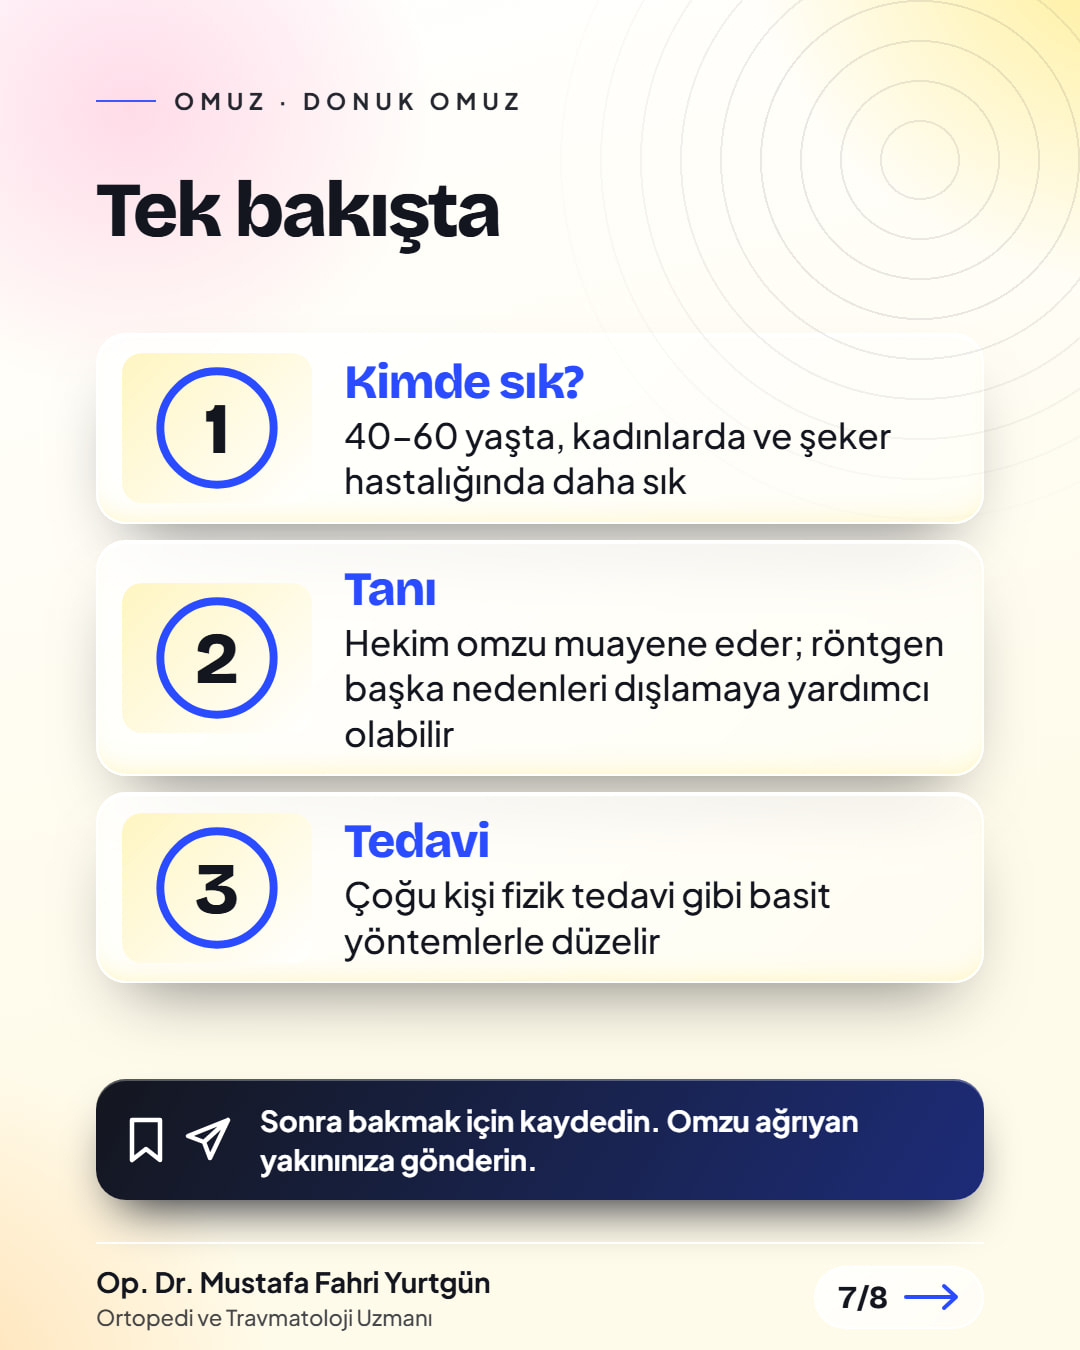 OMUZ · DONUK OMUZ
Tek bakışta
1
Kimde sık?
40–60 yaşta, kadınlarda ve şeker
hastalığında daha sık
2
Tanı
Hekim omzu muayene eder; röntgen
başka nedenleri dışlamaya yardımcı
olabilir
3
Tedavi
Çoğu kişi fizik tedavi gibi basit
yöntemlerle düzelir
Sonra bakmak için kaydedin. Omzu ağrıyan
yakınınıza gönderin.
Op. Dr. Mustafa Fahri Yurtgün
Ortopedi ve Travmatoloji Uzmanı
7/8